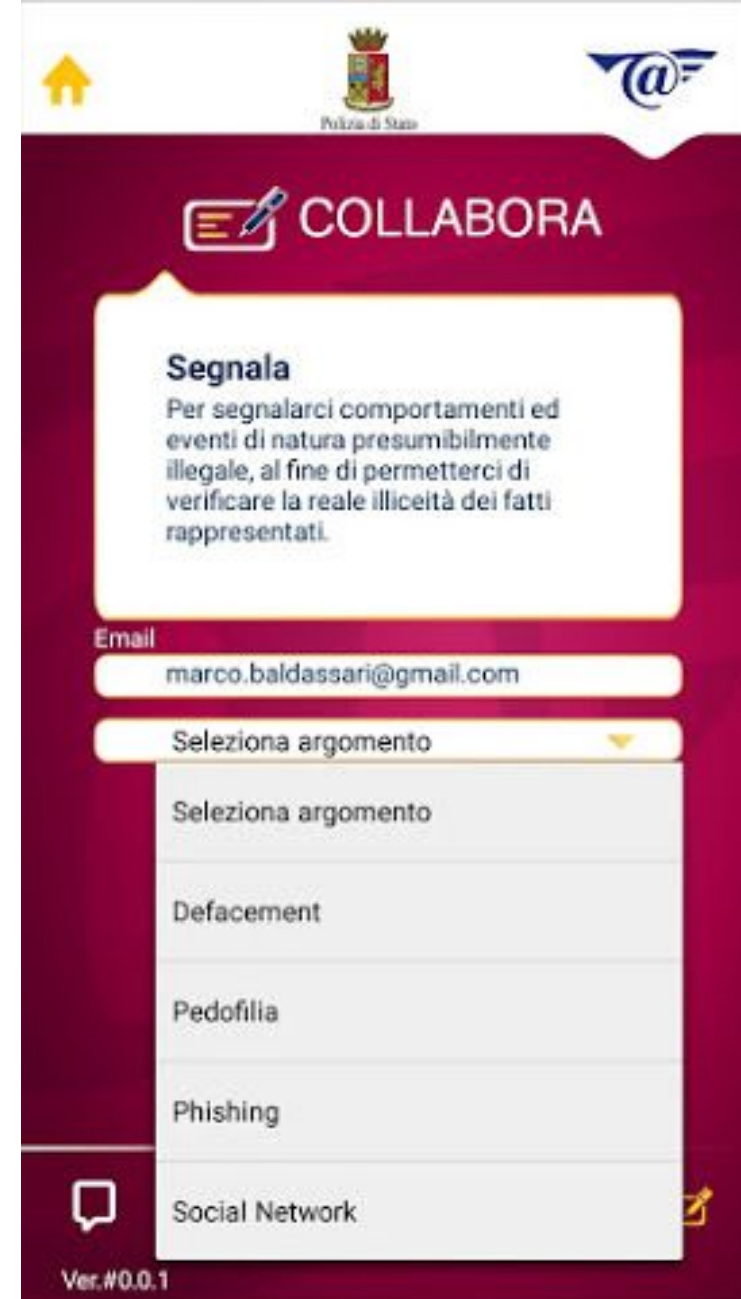 Polizia di Stato
@
COLLABORA
Segnala
Per segnalarci comportamenti ed
eventi di natura presumibilmente
illegale, al fine di permetterci di
verificare la reale illiceità dei fatti
rappresentati.
Email
marco.baldassari@gmail.com
Seleziona argomento
Seleziona argomento
Defacement
Pedofilia
Phishing
Social Network
Ver.#0.0.1